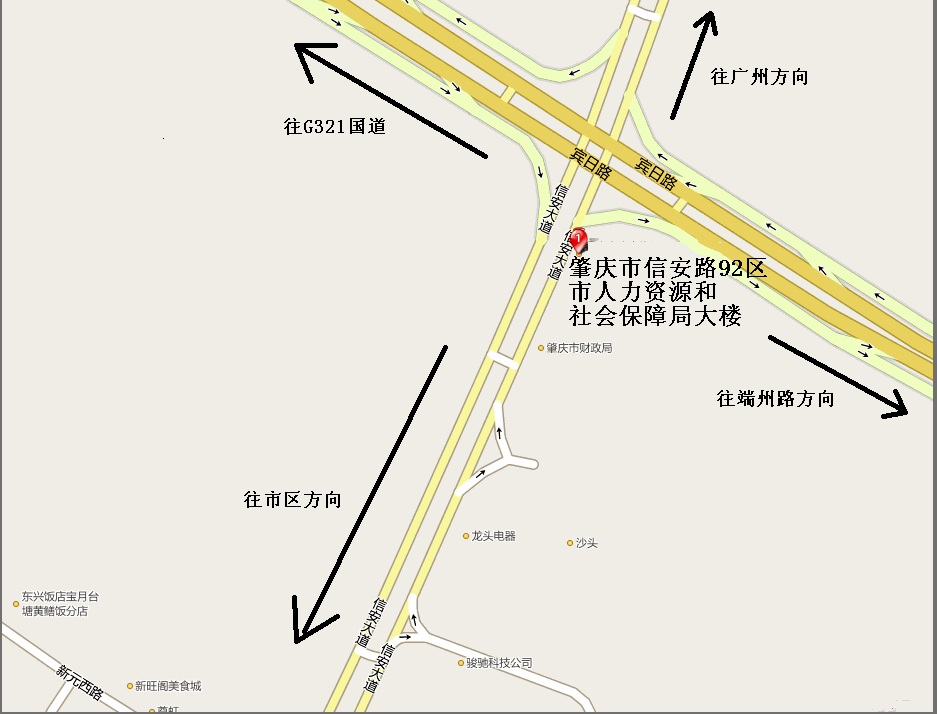 往广州方向
往G321国道
宾日路
宾日路
信安大道
信安大道
1
肇庆市信安路92区
市人力资源和
社会保障局大楼
肇庆市财政局
往端州路方向
往市区方向
龙头电器
沙头
东兴饭店宝月台
塘黄鳝饭分店
信安大道
信安大道
骏驰科技公司
新元西路
新旺阁美食城